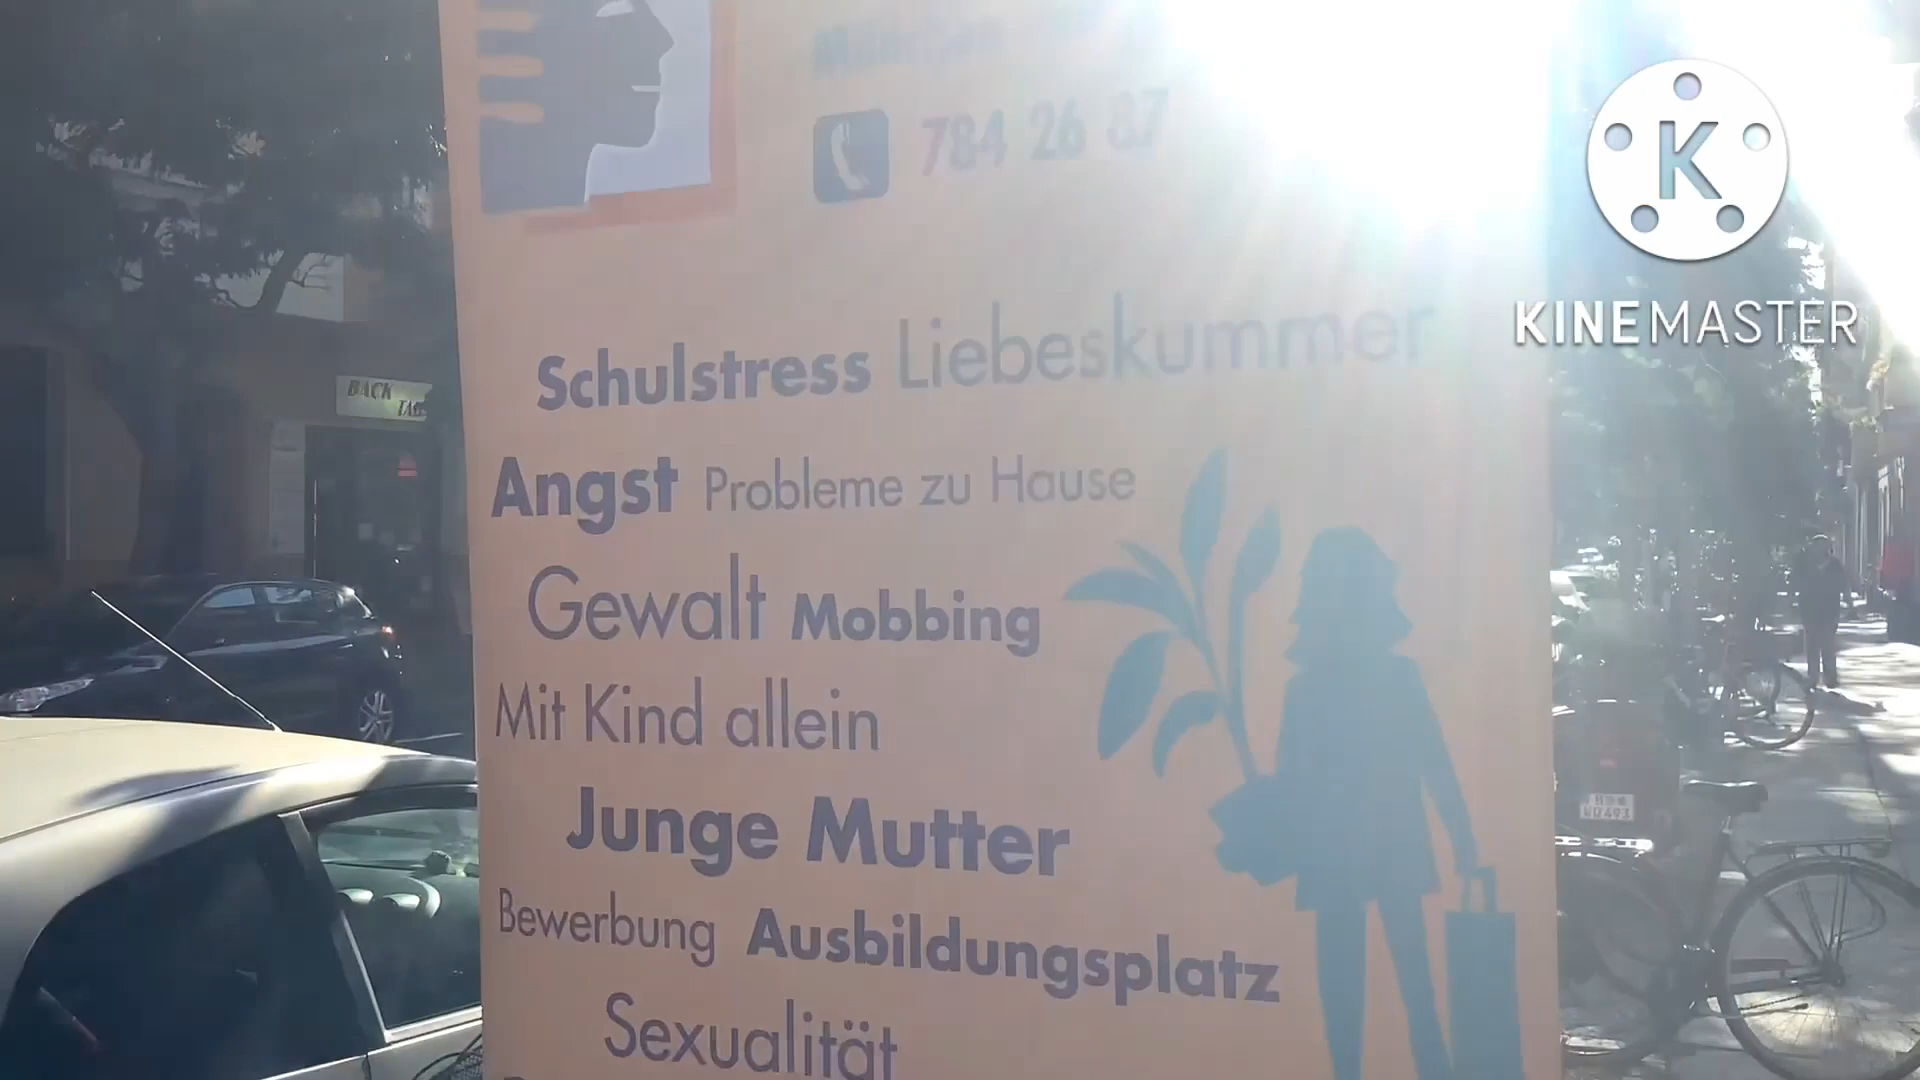 784 26 87
Schulstress Liebeskummer
Angst Probleme zu Hause
Gewalt Mobbing
Mit Kind allein
Junge Mutter
Bewerbung Ausbildungsplatz
Sexualität
BACK
K
KINEMASTER